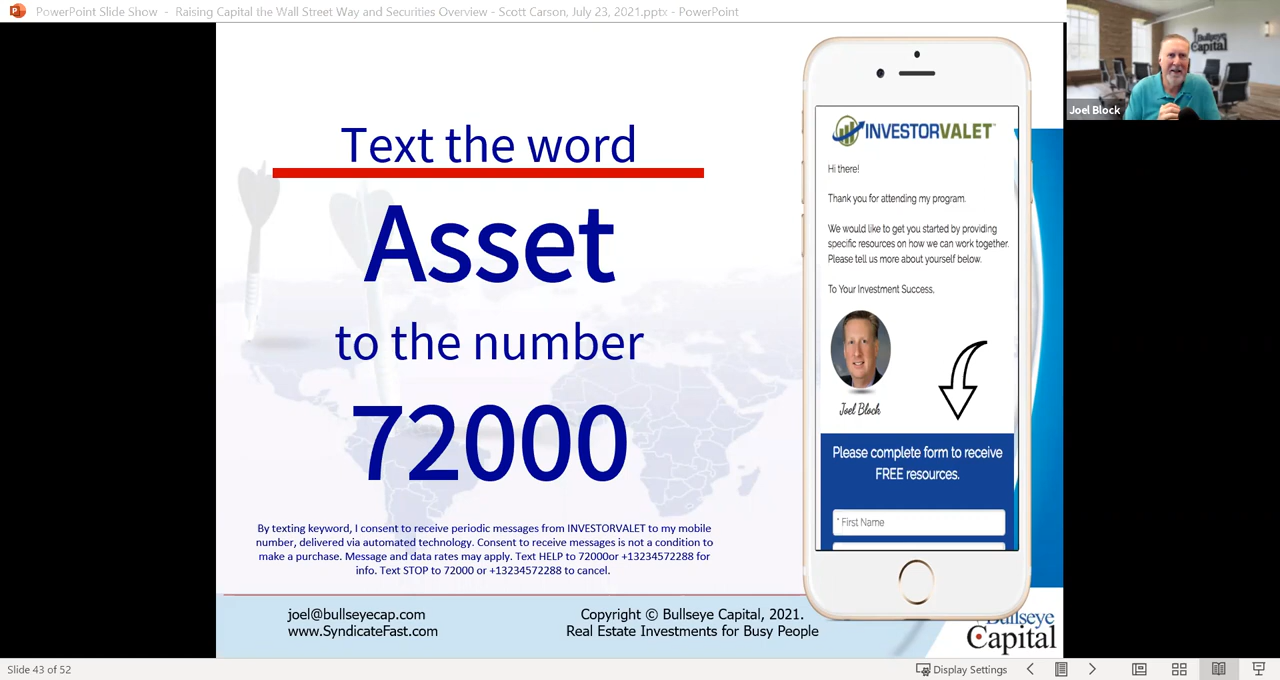 PowerPoint Slide Show - Raising Capital the Wall Street Way and Securities Overview - Scott Carson, July 23, 2021.pptx - PowerPoint
Bullseye
Capital
Joel Block
Text the word
Asset
to the number
72000
By texting keyword, I consent to receive periodic messages from INVESTORVALET to my mobile
number, delivered via automated technology. Consent to receive messages is not a condition to
make a purchase. Message and data rates may apply. Text HELP to 72000or +13234572288 for
info. Text STOP to 72000 or +13234572288 to cancel.
INVESTORVALET™
Hi there!
Thank you for attending my program.
We would like to get you started by providing
specific resources on how we can work together.
Please tell us more about yourself below.
To Your Investment Success,
Joel Block
Please complete form to receive
FREE resources.
* First Name
joel@bullseyecap.com
www.SyndicateFast.com
Copyright © Bullseye Capital, 2021.
Real Estate Investments for Busy People
Bullseye
Capital
Slide 43 of 52
Display Settings